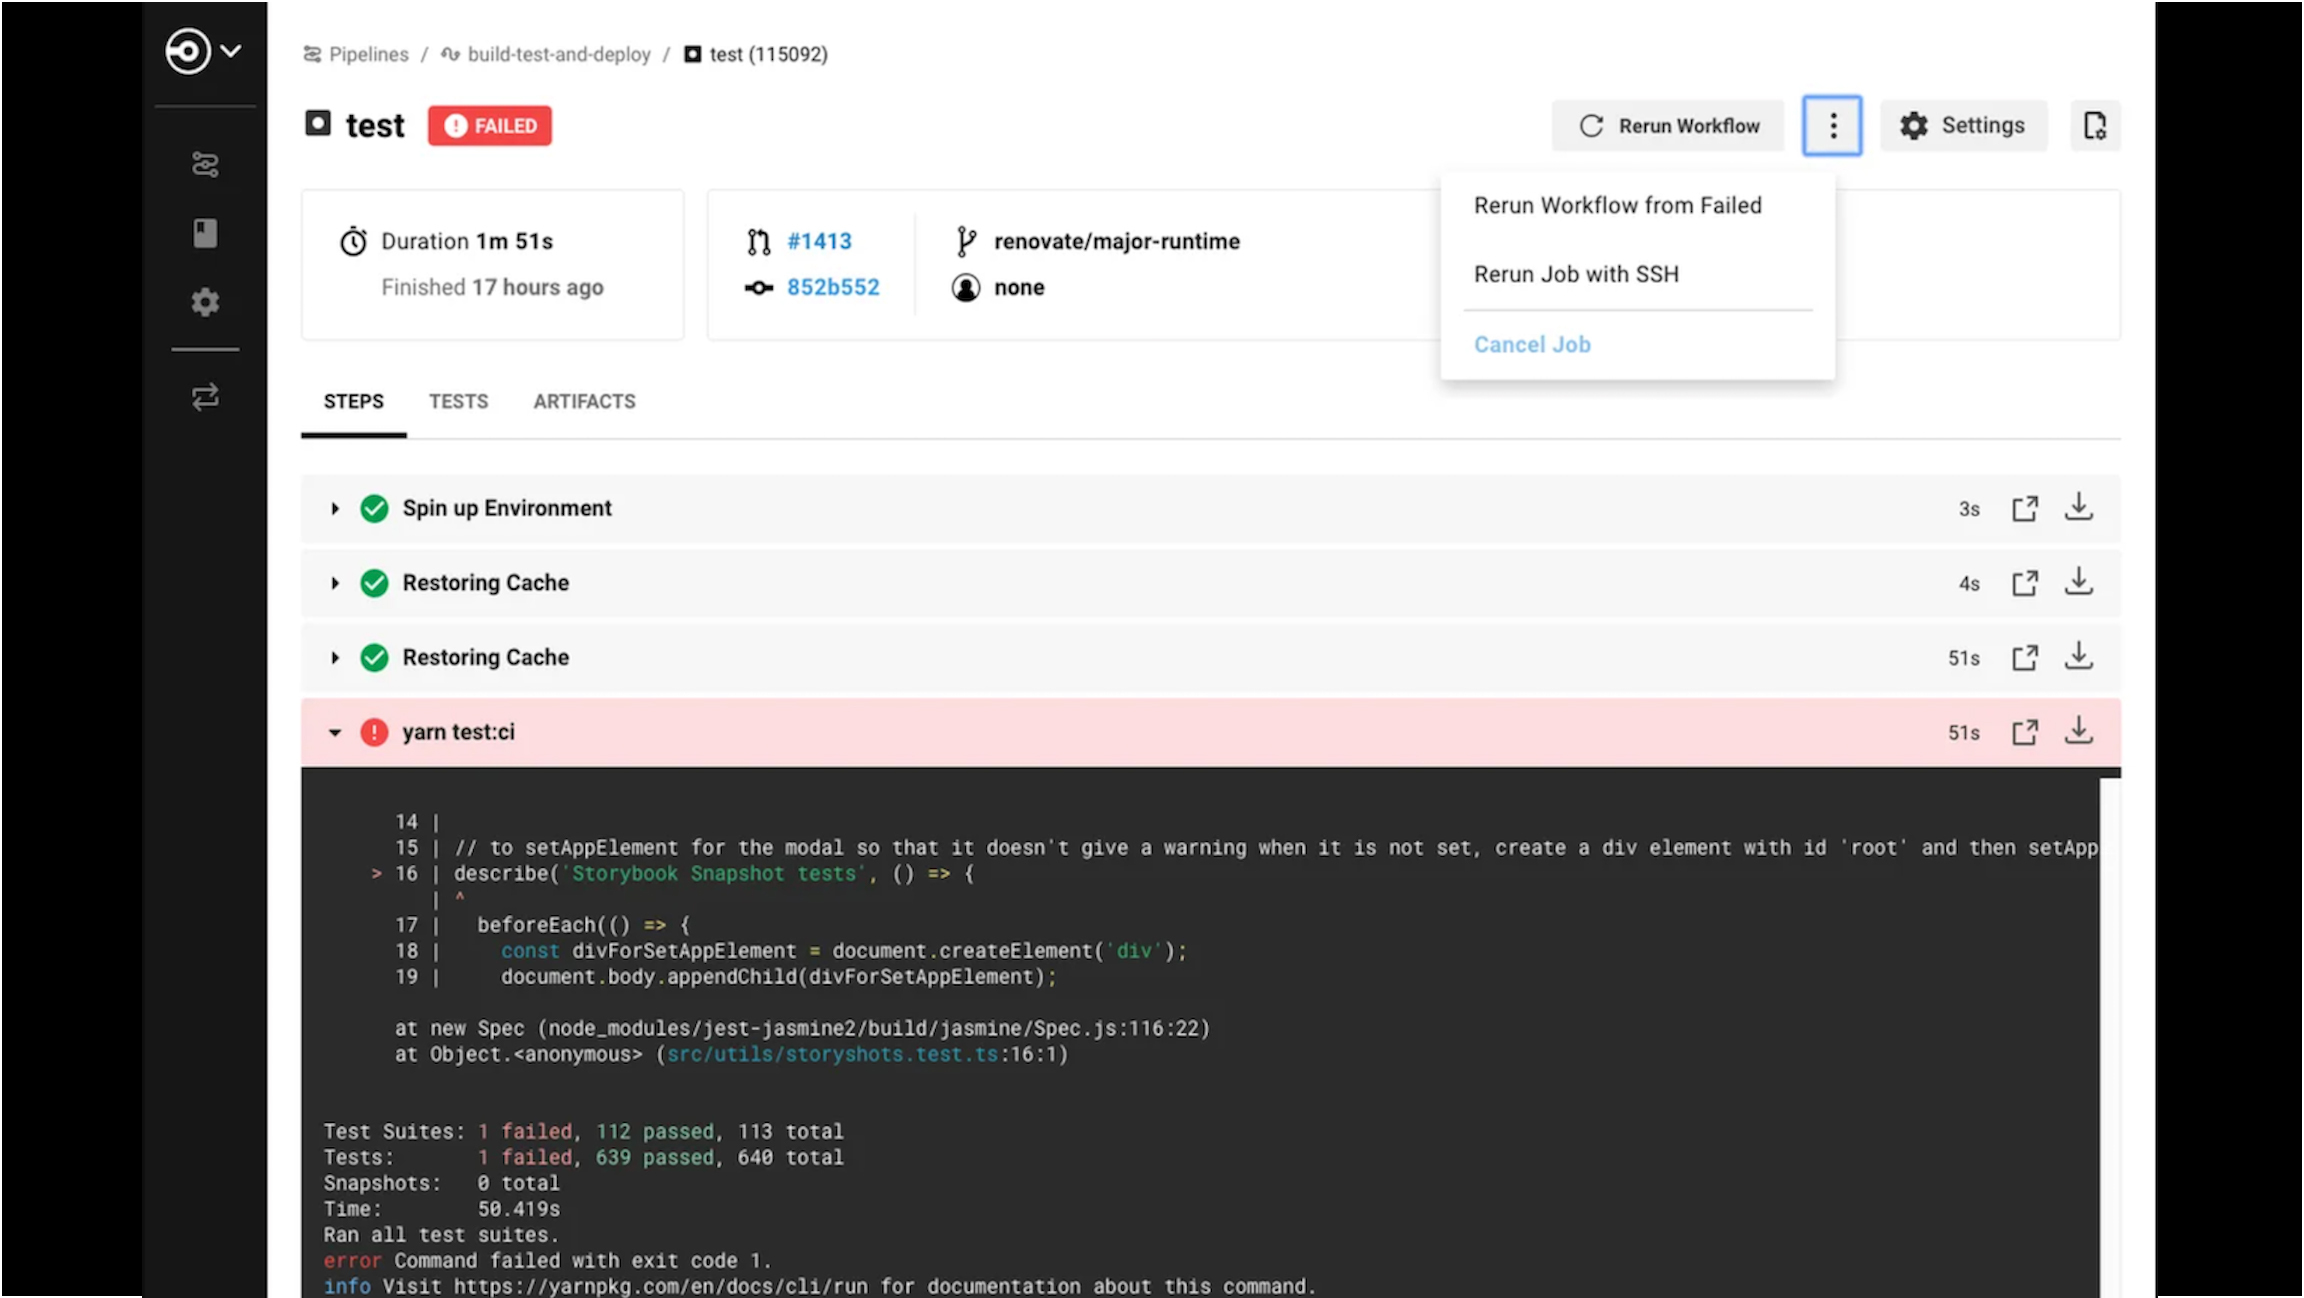 Pipelines / build-test-and-deploy / test (115092)
test FAILED Rerun Workflow Settings
Rerun Workflow from Failed
Rerun Job with SSH
Cancel Job
Duration 1m 51s
Finished 17 hours ago
#1413
852b552
renovate/major-runtime
none
STEPS TESTS ARTIFACTS
Spin up Environment 3s
Restoring Cache 4s
Restoring Cache 51s
yarn test:ci 51s
14 |
15 | // to setAppElement for the modal so that it doesn't give a warning when it is not set, create a div element with id 'root' and then setApp
> 16 | describe('Storybook Snapshot tests', () => {
| ^
17 | beforeEach(() => {
18 | const divForSetAppElement = document.createElement('div');
19 | document.body.appendChild(divForSetAppElement);
at new Spec (node_modules/jest-jasmine2/build/jasmine/Spec.js:116:22)
at Object.<anonymous> (src/utils/storyshots.test.ts:16:1)
Test Suites: 1 failed, 112 passed, 113 total
Tests: 1 failed, 639 passed, 640 total
Snapshots: 0 total
Time: 50.419s
Ran all test suites.
error Command failed with exit code 1.
info Visit https://yarnpkg.com/en/docs/cli/run for documentation about this command.